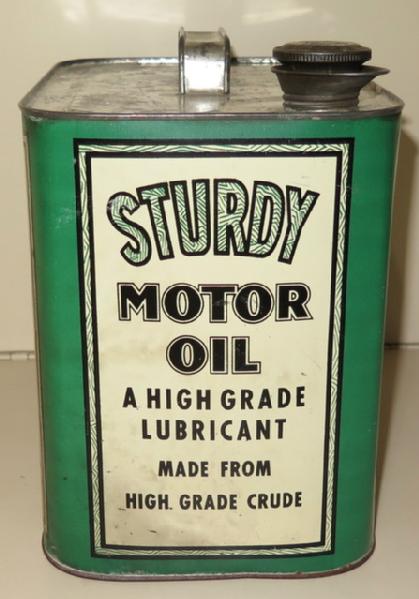 STURDY
MOTOR
OIL
A HIGH GRADE
LUBRICANT
MADE FROM
HIGH. GRADE CRUDE